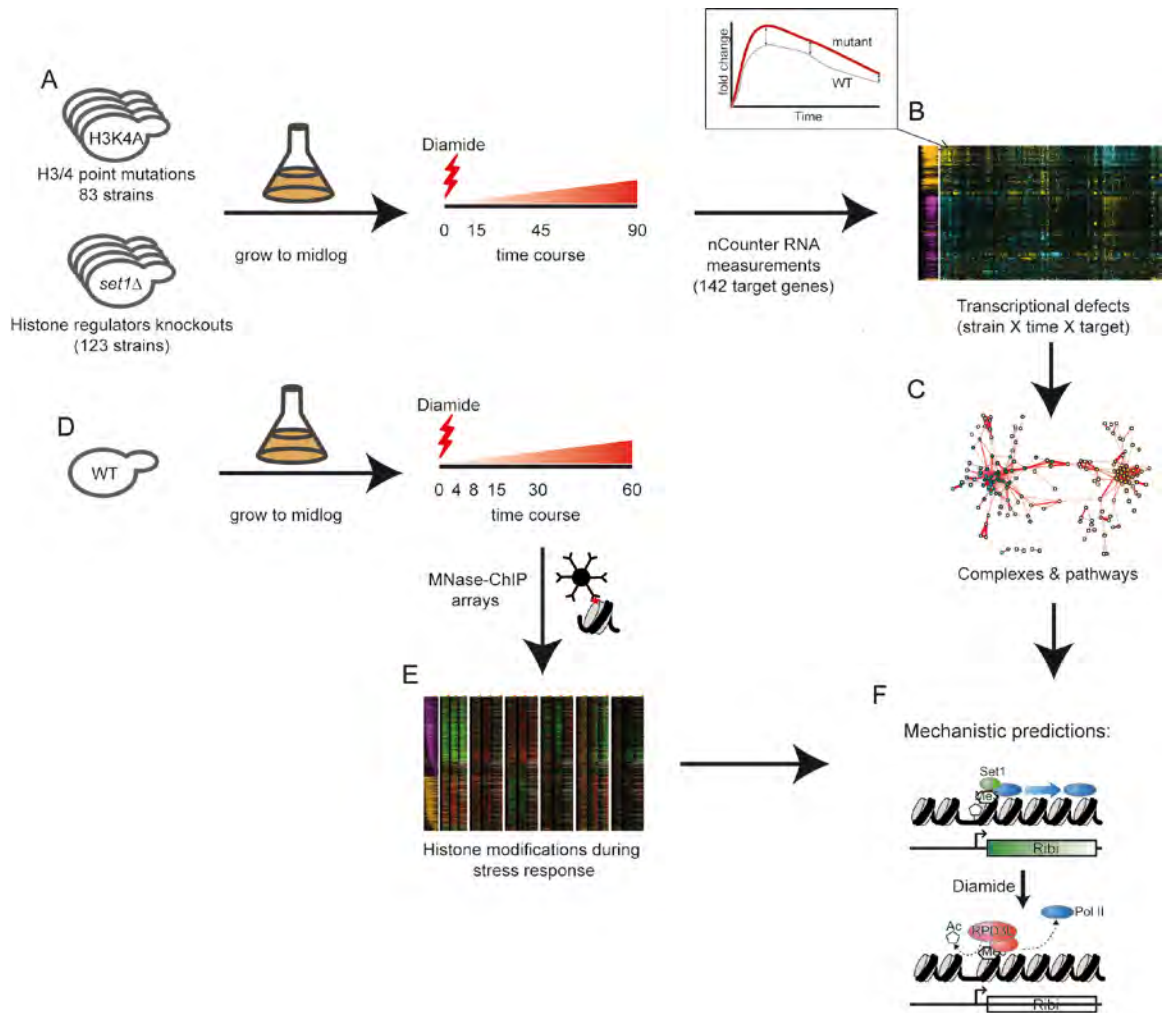 A
H3K4A
H3/4 point mutations
83 strains
set1Δ
Histone regulators knockouts
(123 strains)
grow to midlog
Diamide
0 15 45 90
time course
nCounter RNA
measurements
(142 target genes)
fold change
mutant
WT
Time
B
Transcriptional defects
(strain X time X target)
C
Complexes & pathways
D
WT
grow to midlog
Diamide
0 4 8 15 30 60
time course
MNase-ChIP
arrays
E
Histone modifications during
stress response
F
Mechanistic predictions:
Set1
Me
Ribi
Diamide
Pol II
Ac
Me
Ribi